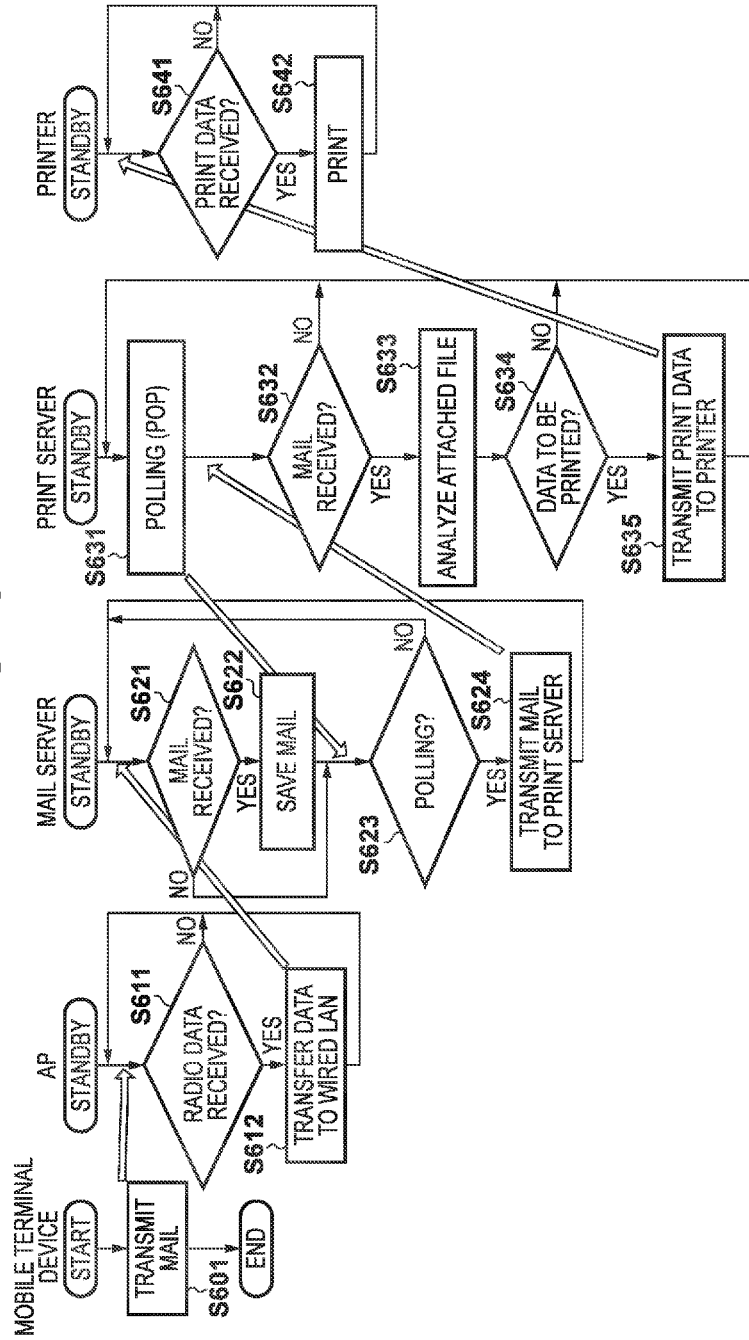 MOBILE TERMINAL
DEVICE
START
TRANSMIT
MAIL
S601
END
AP
STANDBY
S611
RADIO DATA
RECEIVED?
NO
YES
S612
TRANSFER DATA
TO WIRED LAN
MAIL SERVER
STANDBY
S621
MAIL
RECEIVED?
NO
YES
S622
SAVE MAIL
S623
POLLING?
NO
YES
S624
TRANSMIT MAIL
TO PRINT SERVER
PRINT SERVER
STANDBY
S631
POLLING (POP)
S632
MAIL
RECEIVED?
NO
YES
S633
ANALYZE ATTACHED FILE
S634
DATA TO BE
PRINTED?
NO
YES
S635
TRANSMIT PRINT DATA
TO PRINTER
PRINTER
STANDBY
S641
PRINT DATA
RECEIVED?
NO
YES
S642
PRINT